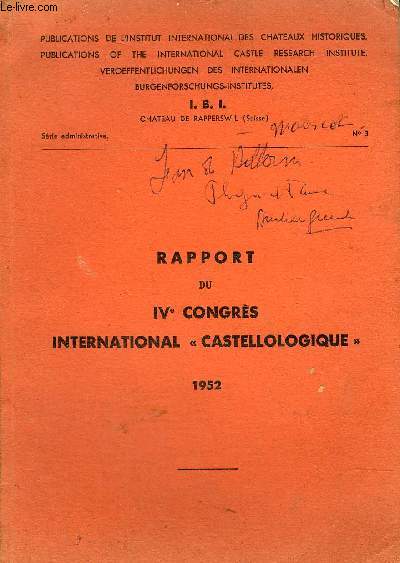 © Le-livre.com
PUBLICATIONS DE L'INSTITUT INTERNATIONAL DES CHATEAUX HISTORIQUES.
PUBLICATIONS OF THE INTERNATIONAL CASTLE RESEARCH INSTITUTE.
VEROEFFENTLICHUNGEN DES INTERNATIONALEN
BURGENFORSCHUNGS-INSTITUTES.
I. B. I.
CHATEAU DE RAPPERSWIL (Suisse)
Série administrative. No 3
RAPPORT
DU
IVe CONGRÈS
INTERNATIONAL « CASTELLOLOGIQUE »
1952